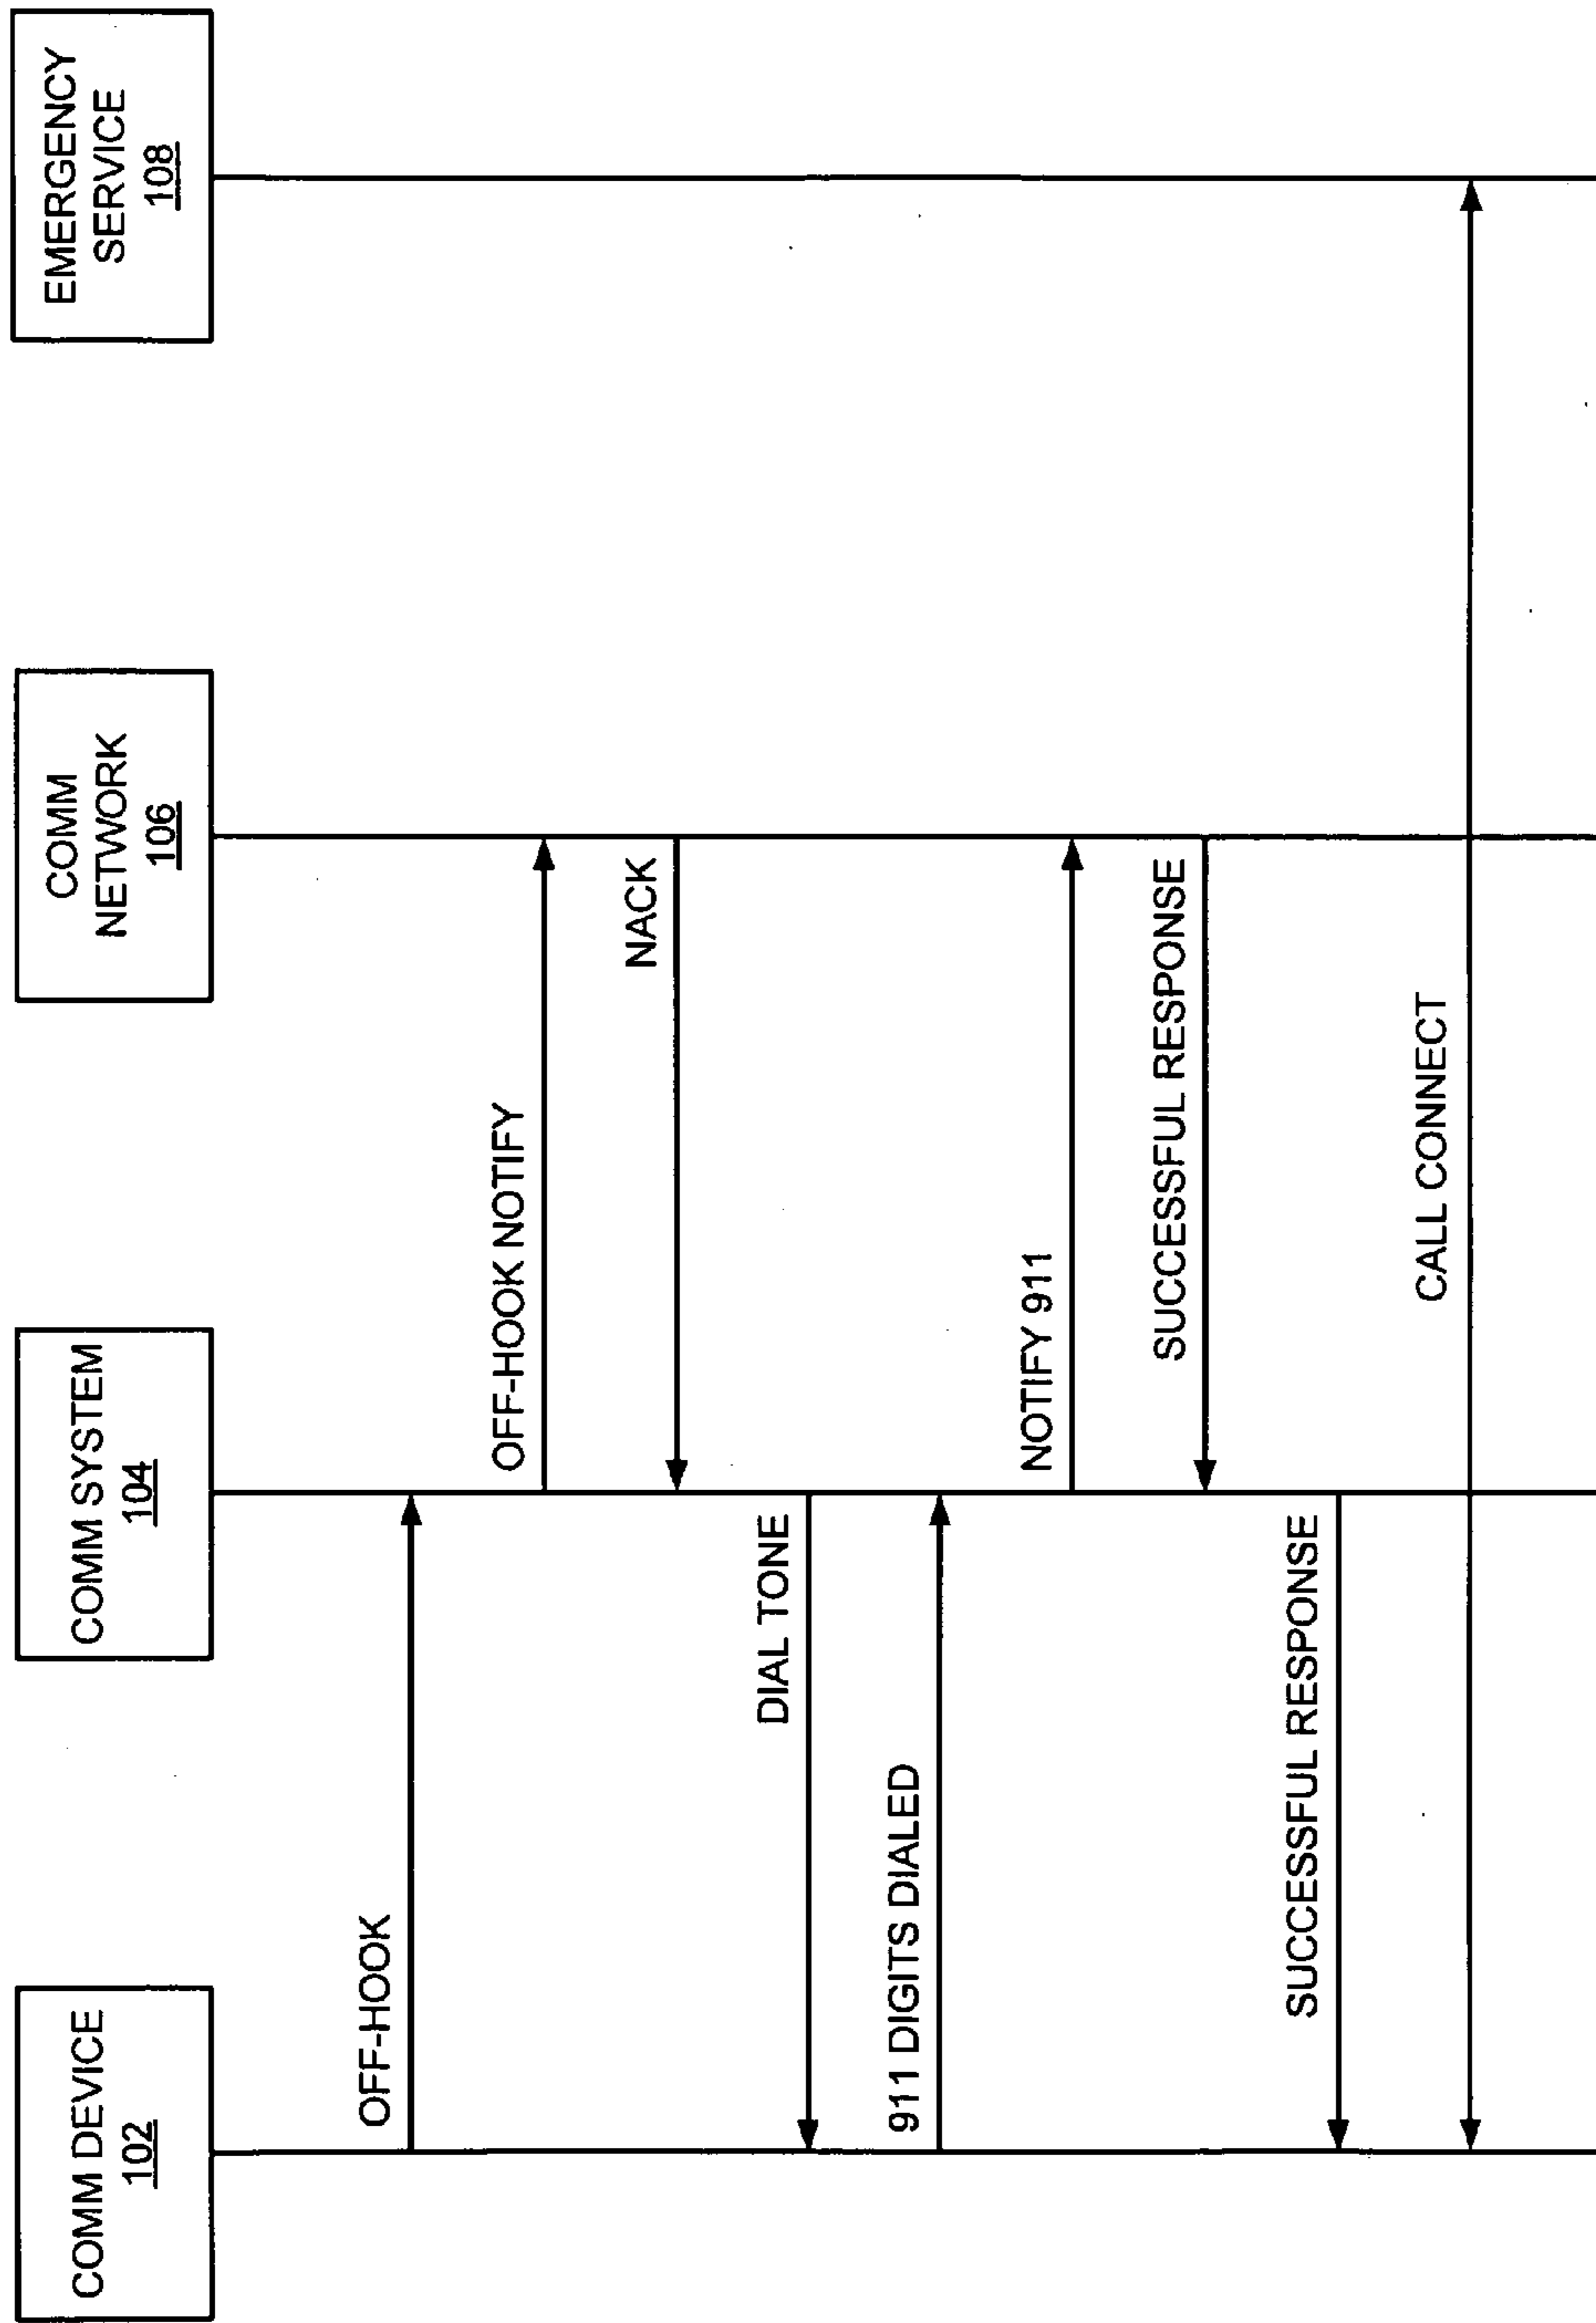 COMM DEVICE
102
COMM SYSTEM
104
COMM
NETWORK
106
EMERGENCY
SERVICE
108
OFF-HOOK
OFF-HOOK NOTIFY
NACK
DIAL TONE
911 DIGITS DIALED
NOTIFY 911
SUCCESSFUL RESPONSE
SUCCESSFUL RESPONSE
CALL CONNECT